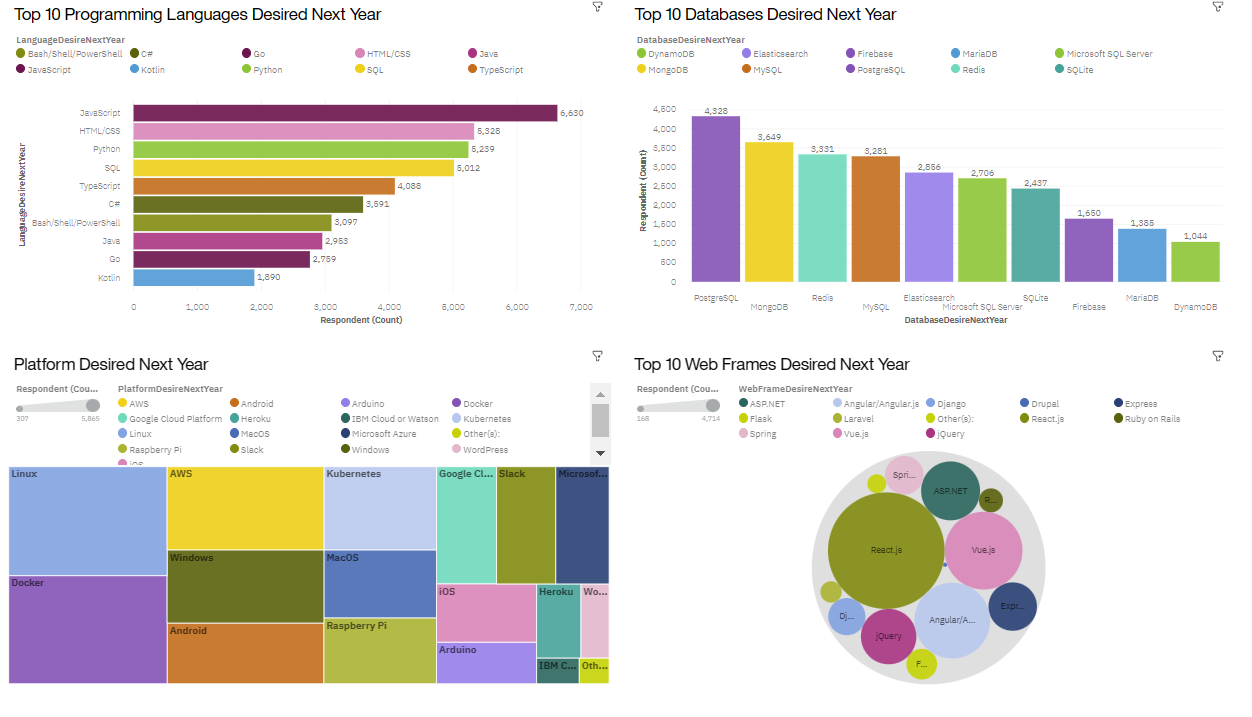 Top 10 Programming Languages Desired Next Year
LanguageDesireNextYear
Bash/Shell/PowerShell C# Go HTML/CSS Java
JavaScript Kotlin Python SQL TypeScript
LanguageDesireNextYear
JavaScript 6,630
HTML/CSS 5,328
Python 5,239
SQL 5,012
TypeScript 4,088
C# 3,591
Bash/Shell/PowerShell 3,097
Java 2,953
Go 2,759
Kotlin 1,890
0 1,000 2,000 3,000 4,000 5,000 6,000 7,000
Respondent (Count)
Top 10 Databases Desired Next Year
DatabaseDesireNextYear
DynamoDB Elasticsearch Firebase MariaDB Microsoft SQL Server
MongoDB MySQL PostgreSQL Redis SQLite
Respondent (Count)
4,500
4,000
3,500
3,000
2,500
2,000
1,500
1,000
500
0
4,328 3,649 3,331 3,281 2,856 2,706 2,437 1,650 1,385 1,044
PostgreSQL Redis Elasticsearch SQLite MariaDB
MongoDB MySQL Microsoft SQL Server Firebase DynamoDB
DatabaseDesireNextYear
Platform Desired Next Year
Respondent (Cou...
307 5,865
PlatformDesireNextYear
AWS Android Arduino Docker
Google Cloud Platform Heroku IBM Cloud or Watson Kubernetes
Linux MacOS Microsoft Azure Other(s):
Raspberry Pi Slack Windows WordPress
iOS
Linux AWS Kubernetes Google Cl... Slack Microsof...
Windows MacOS
Docker iOS Heroku Wo...
Android Raspberry Pi
Arduino
IBM C... Oth...
Top 10 Web Frames Desired Next Year
Respondent (Cou...
168 4,714
WebFrameDesireNextYear
ASP.NET Angular/Angular.js Django Drupal Express
Flask Laravel Other(s): React.js Ruby on Rails
Spring Vue.js jQuery
Spri...
ASP.NET
R...
React.js Vue.js
Expr...
Dj... Angular/A...
jQuery
F...